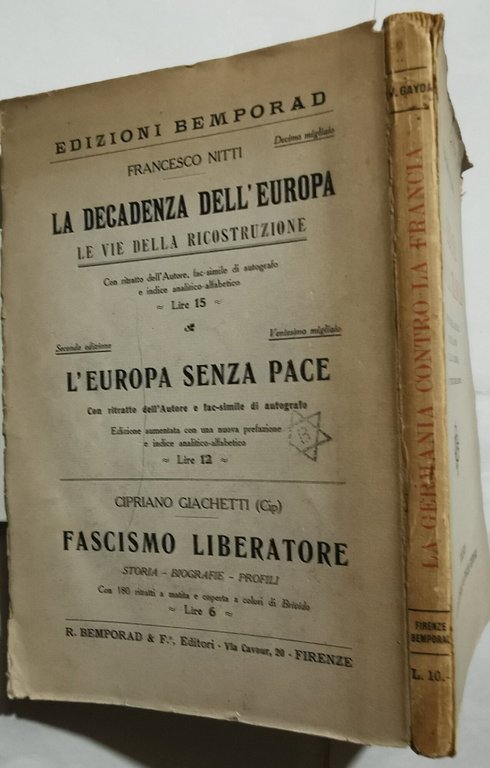 EDIZIONI BEMPORAD
Decimo migliaio
FRANCESCO NITTI
LA DECADENZA DELL'EUROPA
LE VIE DELLA RICOSTRUZIONE
Con ritratto dell'Autore, fac-simile di autografo
e indice analitico-alfabetico
≈ Lire 15 ≈
Seconda edizione
Ventesimo migliaio
L'EUROPA SENZA PACE
Con ritratto dell'Autore e fac-simile di autografo
Edizione aumentata con una nuova prefazione
e indice analitico-alfabetico
≈ Lire 12 ≈
CIPRIANO GIACHETTI (Cip)
FASCISMO LIBERATORE
STORIA - BIOGRAFIE - PROFILI
Con 180 ritratti a matita e coperta a colori di Brivido
≈ Lire 6 ≈
R. BEMPORAD & F.º, Editori - Via Cavour, 20 - FIRENZE
V. GAYDA
LA GERMANIA CONTRO LA FRANCIA
FIRENZE
BEMPORAD
L. 10.-